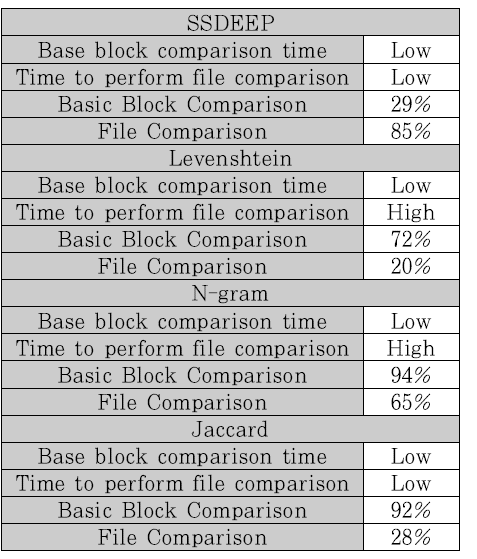 SSDEEP
Base block comparison time Low
Time to perform file comparison Low
Basic Block Comparison 29%
File Comparison 85%
Levenshtein
Base block comparison time Low
Time to perform file comparison High
Basic Block Comparison 72%
File Comparison 20%
N-gram
Base block comparison time Low
Time to perform file comparison High
Basic Block Comparison 94%
File Comparison 65%
Jaccard
Base block comparison time Low
Time to perform file comparison Low
Basic Block Comparison 92%
File Comparison 28%